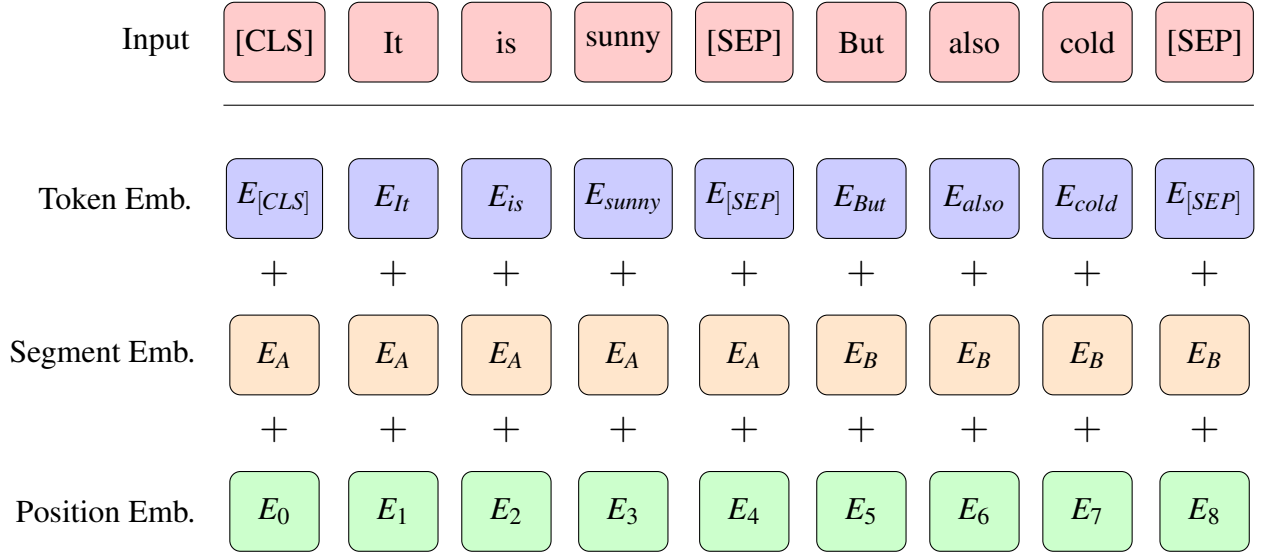 Input [CLS] It is sunny [SEP] But also cold [SEP]
Token Emb. E[CLS] EIt Eis Esunny E[SEP] EBut Ealso Ecold E[SEP]
+ + + + + + + + +
Segment Emb. EA EA EA EA EA EB EB EB EB
+ + + + + + + + +
Position Emb. E0 E1 E2 E3 E4 E5 E6 E7 E8